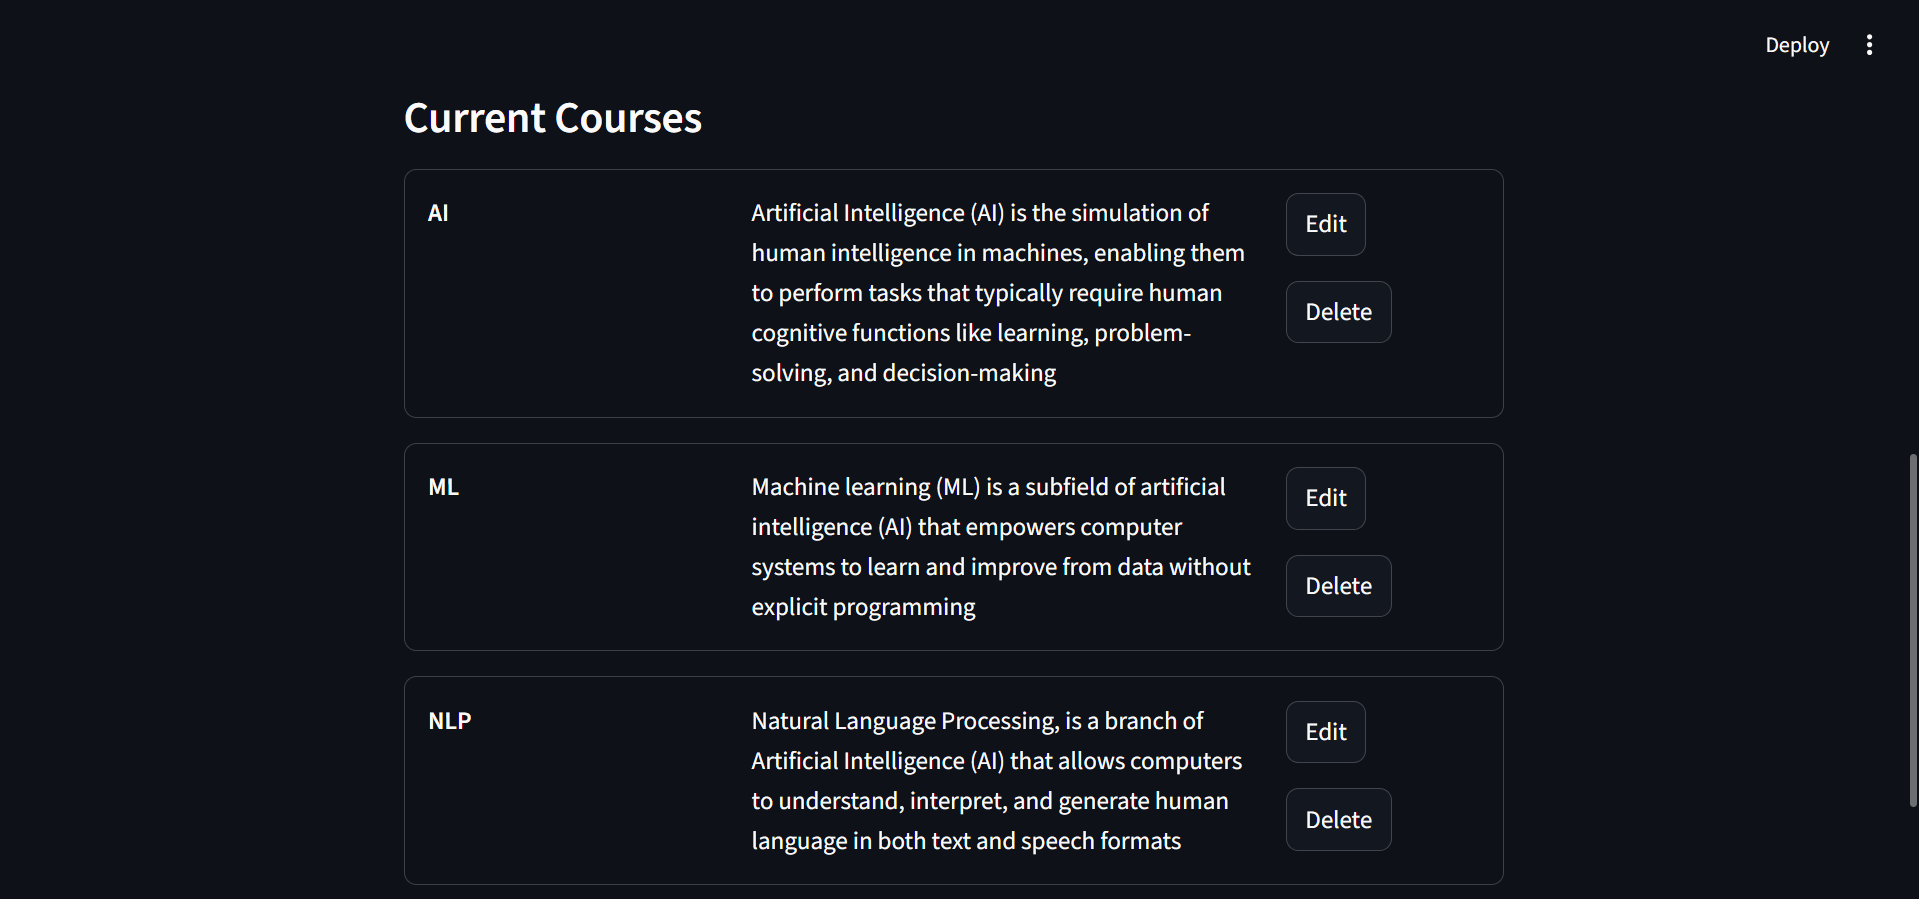 Deploy
Current Courses
AI
Artificial Intelligence (AI) is the simulation of
human intelligence in machines, enabling them
to perform tasks that typically require human
cognitive functions like learning, problem-
solving, and decision-making
Edit
Delete
ML
Machine learning (ML) is a subfield of artificial
intelligence (AI) that empowers computer
systems to learn and improve from data without
explicit programming
Edit
Delete
NLP
Natural Language Processing, is a branch of
Artificial Intelligence (AI) that allows computers
to understand, interpret, and generate human
language in both text and speech formats
Edit
Delete